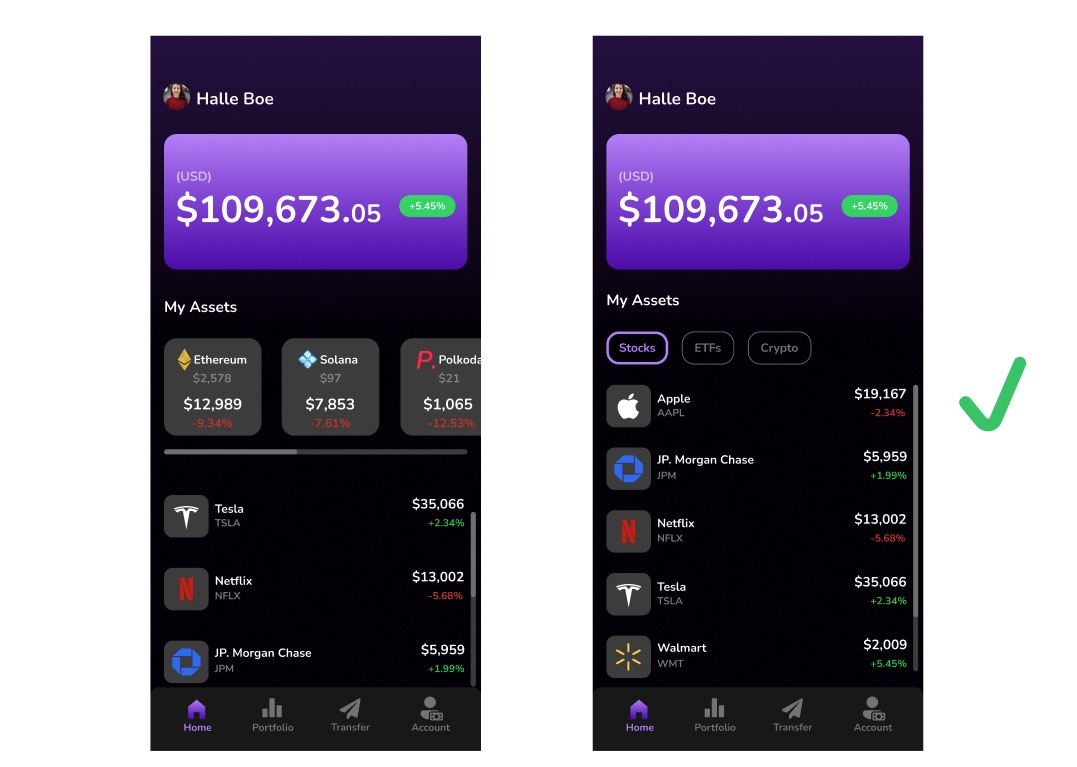 Halle Boe
(USD)
$109,673.05
+5.45%
My Assets
Ethereum
$2,578
$12,989
-9.34%
Solana
$97
$7,853
-7.61%
P. Polkoda
$21
$1,065
-12.53%
Tesla
TSLA
$35,066
+2.34%
N Netflix
NFLX
$13,002
-5.68%
JP. Morgan Chase
JPM
$5,959
+1.99%
Home
Portfolio
Transfer
Account
Halle Boe
(USD)
$109,673.05
+5.45%
My Assets
Stocks
ETFs
Crypto
Apple
AAPL
$19,167
-2.34%
JP. Morgan Chase
JPM
$5,959
+1.99%
N Netflix
NFLX
$13,002
-5.68%
Tesla
TSLA
$35,066
+2.34%
Walmart
WMT
$2,009
+5.45%
Home
Portfolio
Transfer
Account